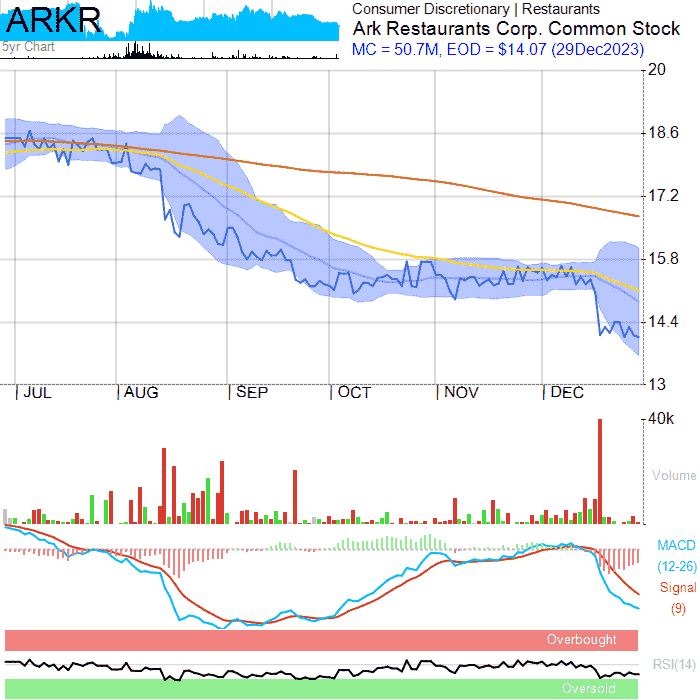 ARKR
5yr Chart
Consumer Discretionary | Restaurants
Ark Restaurants Corp. Common Stock
MC = 50.7M, EOD = $14.07 (29Dec2023)
20
18.6
17.2
15.8
14.4
13
JUL AUG SEP OCT NOV DEC
40k
Volume
MACD
(12-26)
Signal
(9)
Overbought
RSI(14)
Oversold